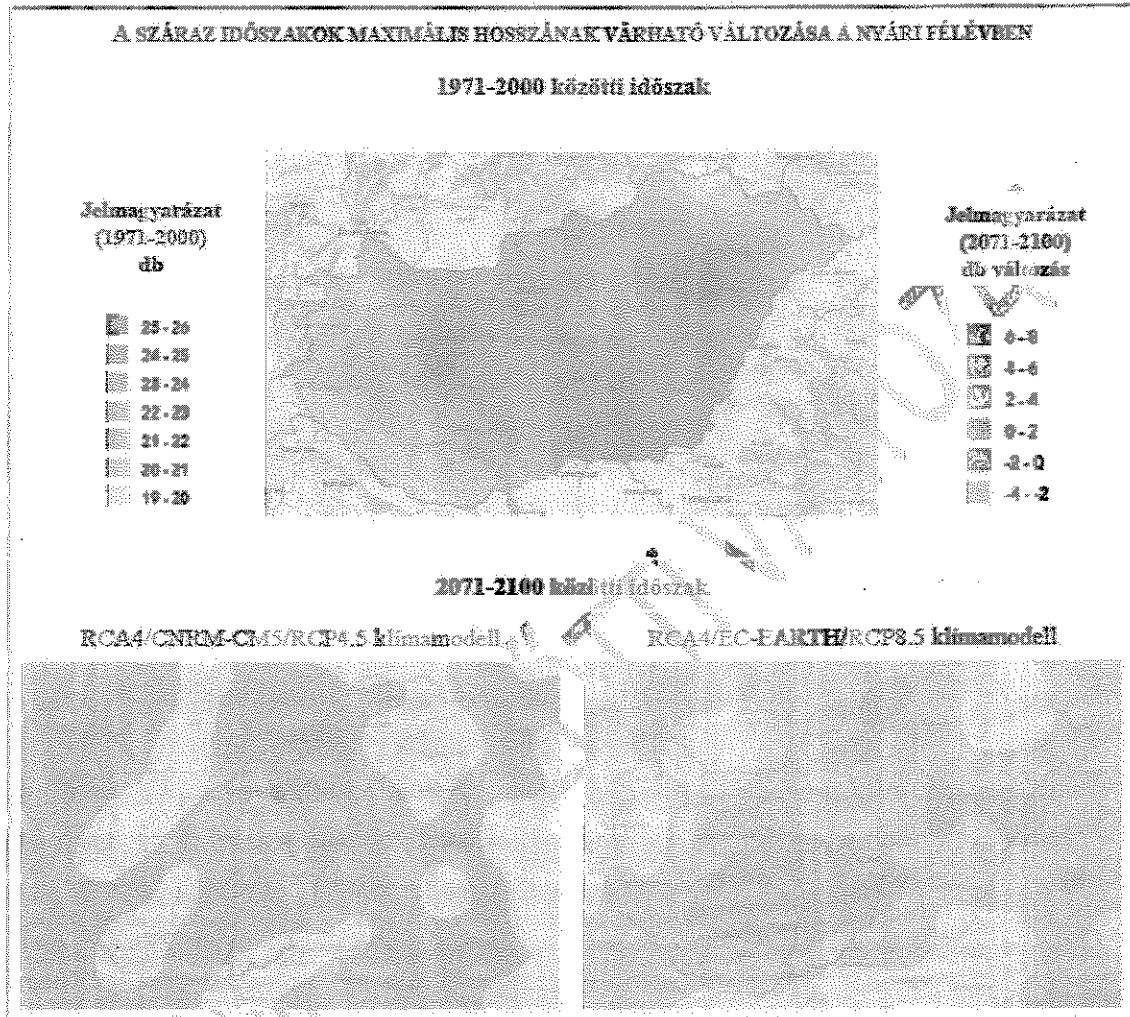 A SZÁRAZ IDŐSZAKOK MAXIMÁLIS HOSSZÁNAK VÁRHATÓ VÁLTOZÁSA A NYÁRI FÉLÉVBEN
1971-2000 közötti időszak
Jelmagyarázat
(1971-2000)
db
25 - 26
24 - 25
23 - 24
22 - 23
21 - 22
20 - 21
19 - 20
Jelmagyarázat
(2071-2100)
db változás
6 - 8
4 - 6
2 - 4
0 - 2
-2 - 0
-4 - -2
2071-2100 közötti időszak
RCA4/CNRM-CM5/RCP4.5 klímamodell
RCA4/EC-EARTH/RCP8.5 klímamodell